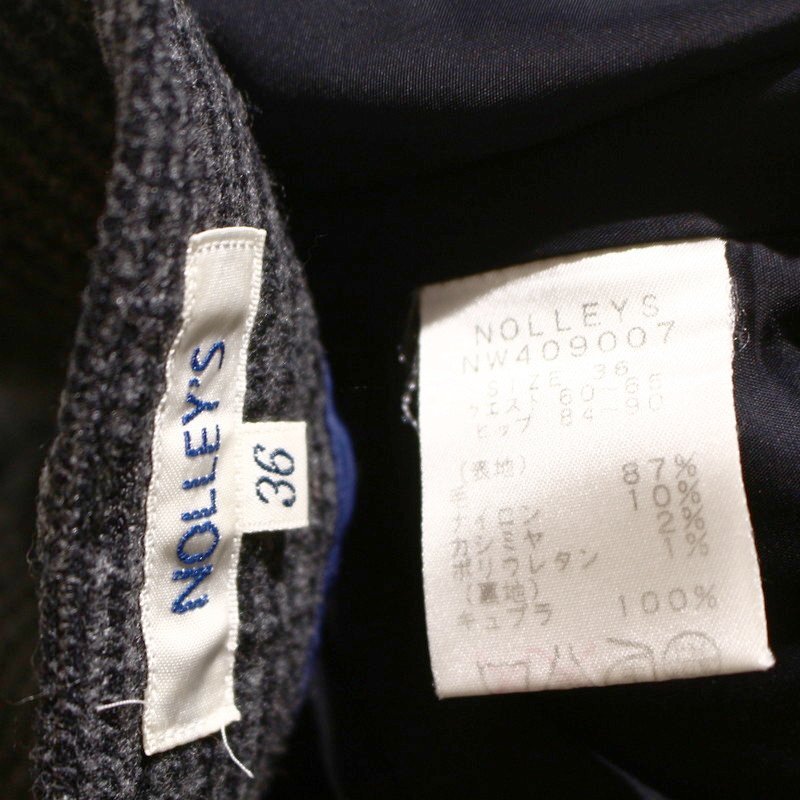 NOLLEY'S
36
NOLLEYS
NW409007
SIZE 36
ウエスト 60~66
ヒップ 84~90
(表地)
毛 87%
ナイロン 10%
カシミヤ 2%
ポリウレタン 1%
(裏地)
キュプラ 100%